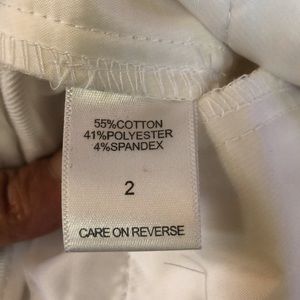 55%COTTON
41%POLYESTER
4%SPANDEX
2
CARE ON REVERSE